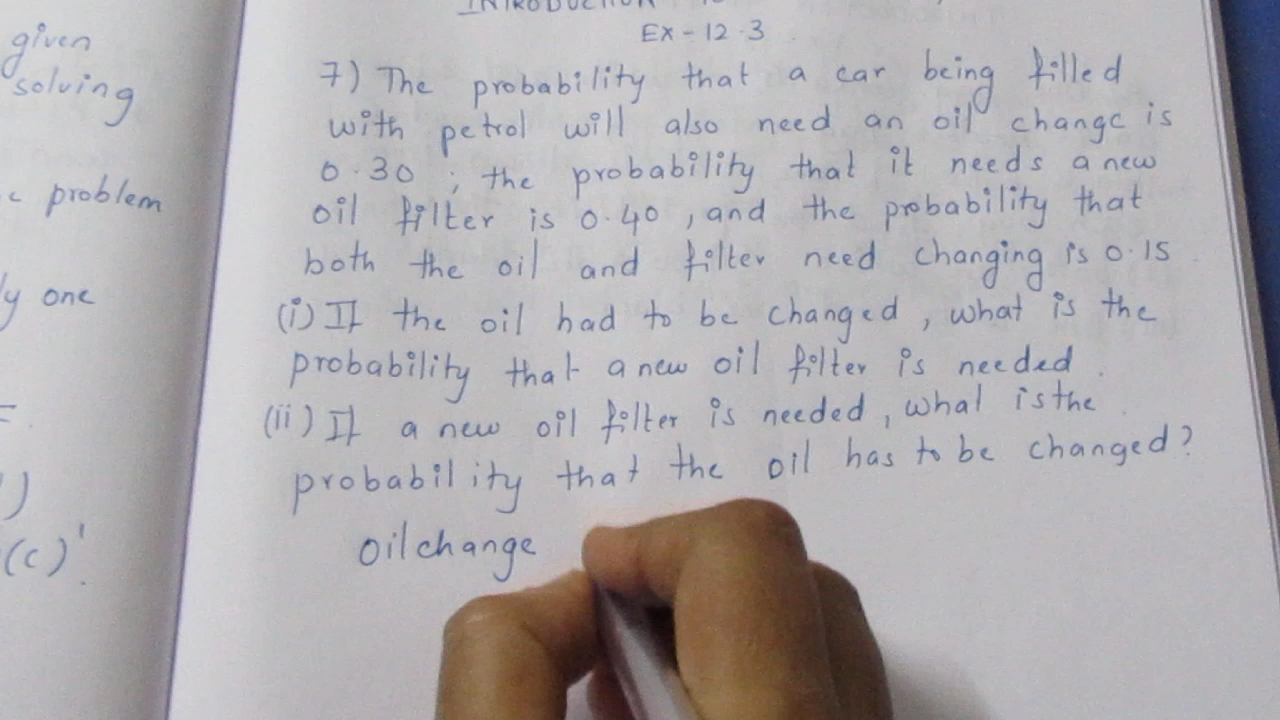 given
solving
problem
one
(c)'
Ex - 12.3
7) The probability that a car being filled
with petrol will also need an oil change is
0.30 ; the probability that it needs a new
oil filter is 0.40 , and the probability that
both the oil and filter need changing is 0.15
(i) If the oil had to be changed , what is the
probability that a new oil filter is needed .
(ii) If a new oil filter is needed , what is the
probability that the oil has to be changed?
oil change